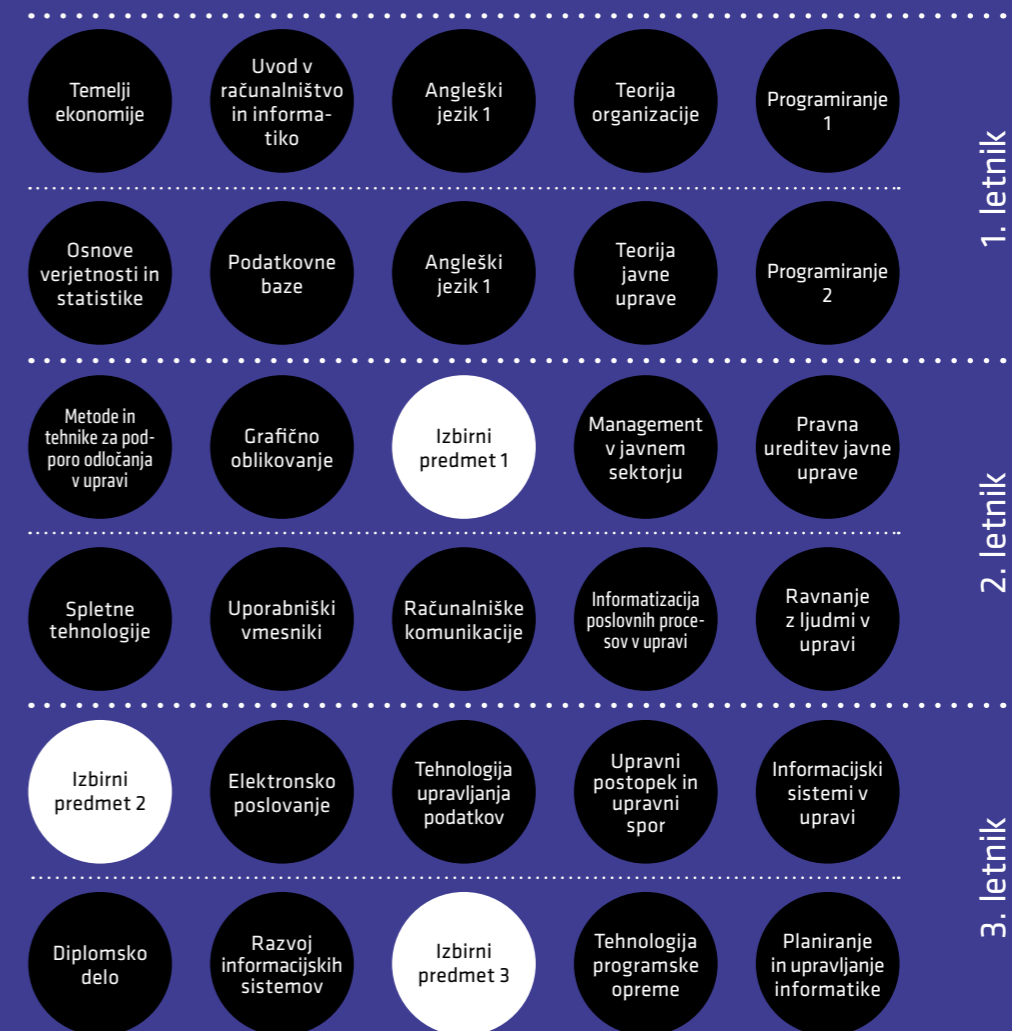 Temelji
ekonomije
Uvod v
računalništvo
in informa-
tiko
Angleški
jezik 1
Teorija
organizacije
Programiranje
1
1. letnik
Osnove
verjetnosti in
statistike
Podatkovne
baze
Angleški
jezik 1
Teorija
javne
uprave
Programiranje
2
Metode in
tehnike za pod-
poro odločanja
v upravi
Grafično
oblikovanje
Izbirni
predmet 1
Management
v javnem
sektorju
Pravna
ureditev javne
uprave
2. letnik
Spletne
tehnologije
Uporabniški
vmesniki
Računalniške
komunikacije
Informatizacija
poslovnih proce-
sov v upravi
Ravnanje
z ljudmi v
upravi
Izbirni
predmet 2
Elektronsko
poslovanje
Tehnologija
upravljanja
podatkov
Upravni
postopek in
upravni
spor
Informacijski
sistemi v
upravi
3. letnik
Diplomsko
delo
Razvoj
informacijskih
sistemov
Izbirni
predmet 3
Tehnologija
programske
opreme
Planiranje
in upravljanje
informatike